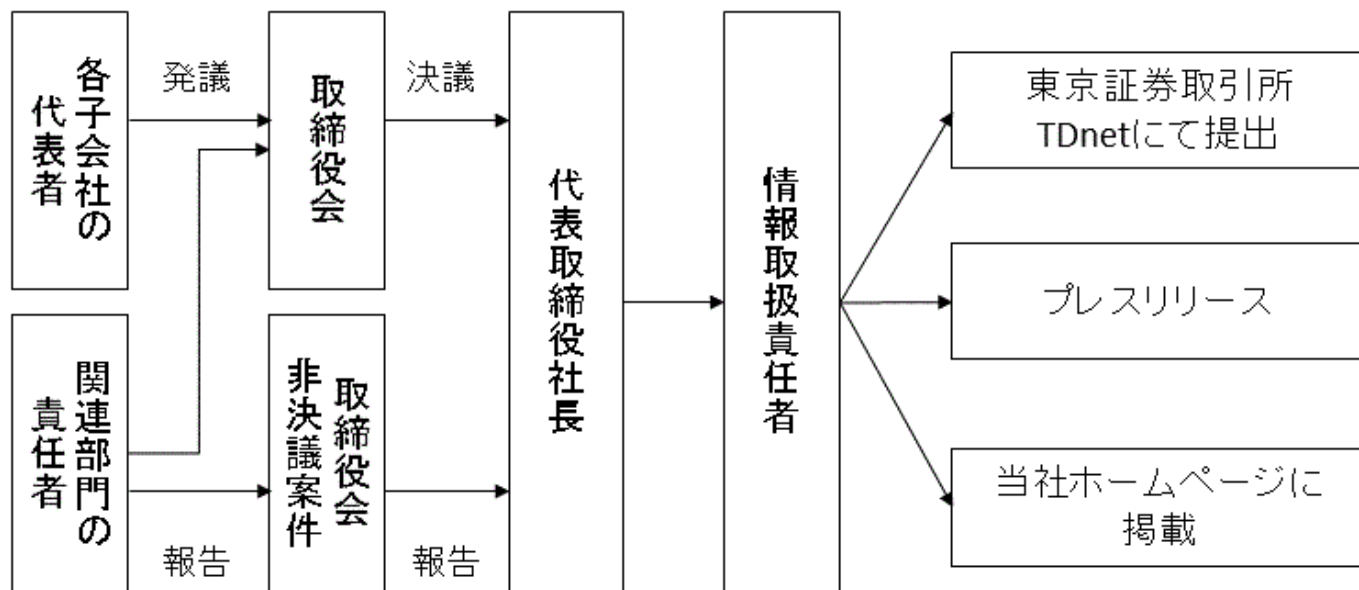 各子会社の
代表者
発議
取締役会
決議
関連部門の
責任者
報告
取締役会
非決議案件
報告
代表取締役社長
情報取扱責任者
東京証券取引所
TDnetにて提出
プレスリリース
当社ホームページに
掲載